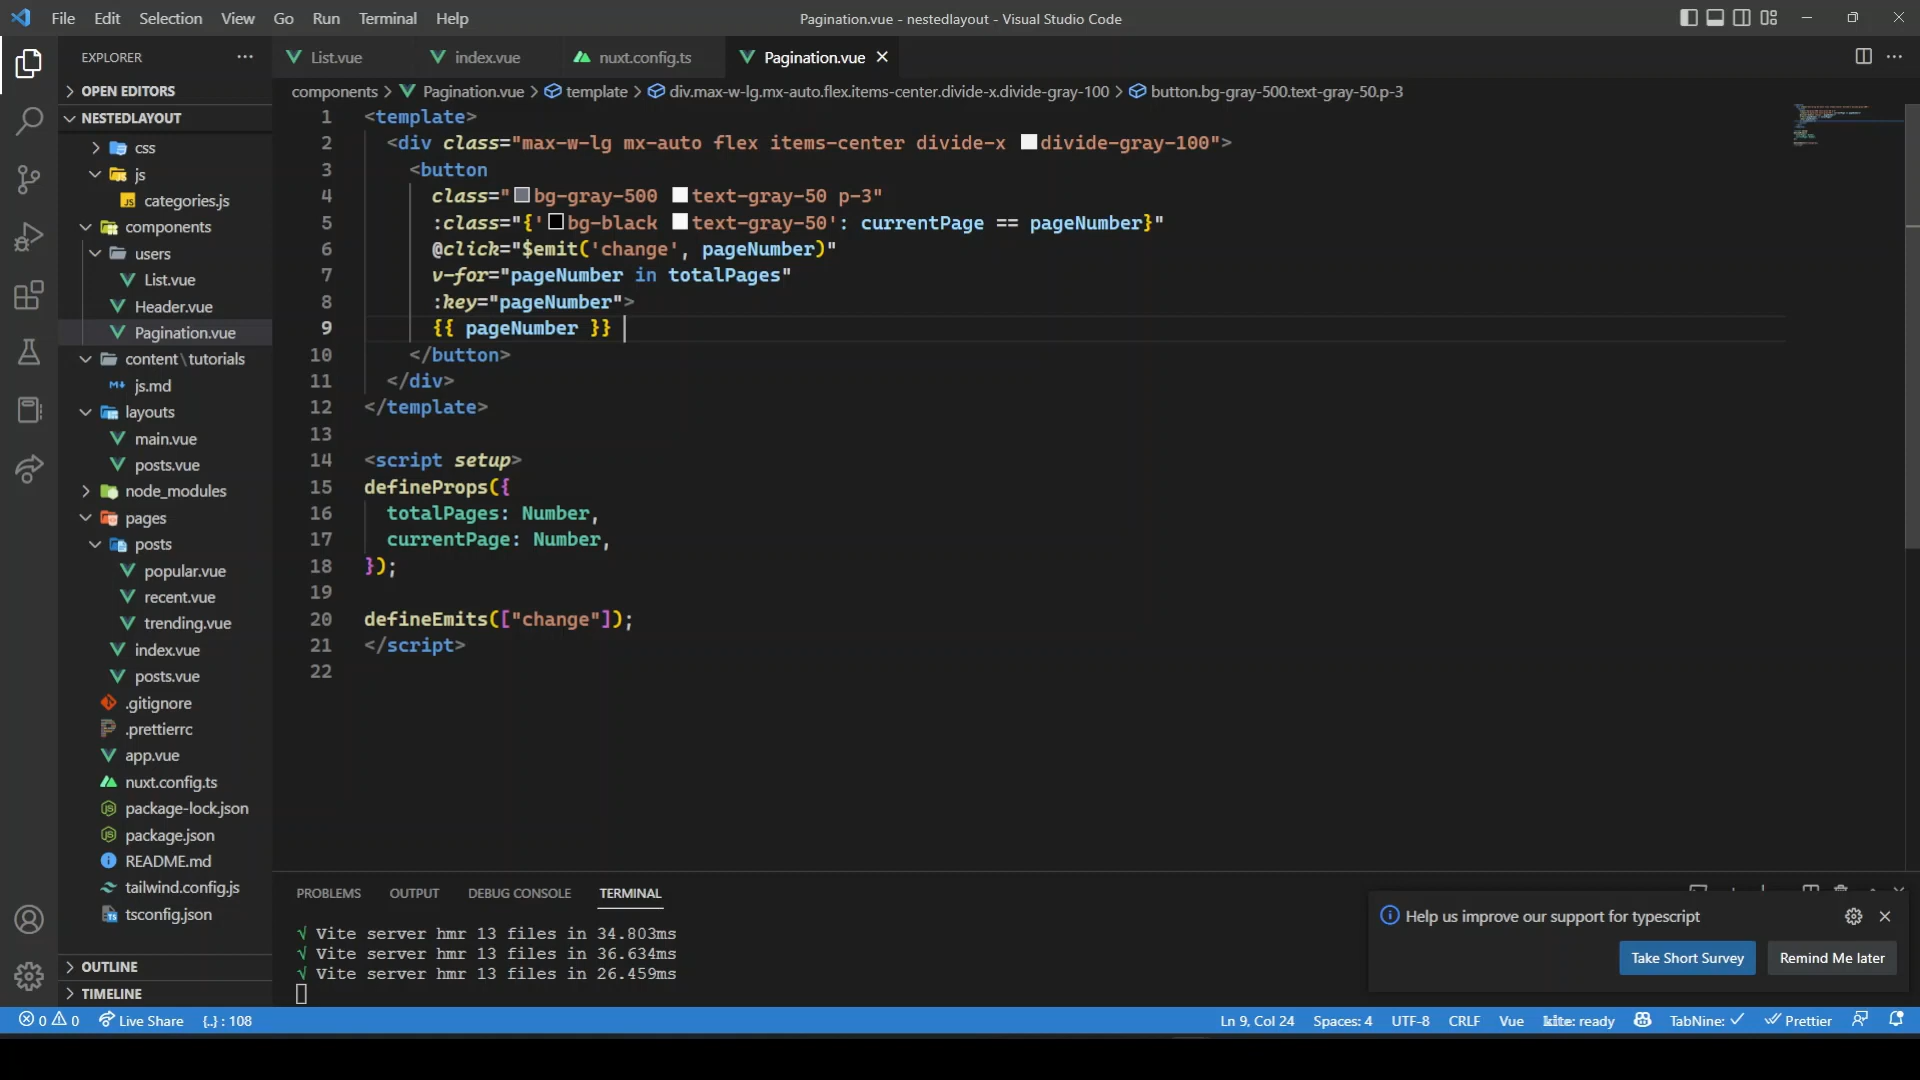 File Edit Selection View Go Run Terminal Help
Pagination.vue - nestedlayout - Visual Studio Code
EXPLORER
List.vue
index.vue
nuxt.config.ts
Pagination.vue
OPEN EDITORS
NESTEDLAYOUT
css
js
categories.js
components
users
List.vue
Header.vue
Pagination.vue
content\tutorials
js.md
layouts
main.vue
posts.vue
node_modules
pages
posts
popular.vue
recent.vue
trending.vue
index.vue
posts.vue
.gitignore
.prettierrc
app.vue
nuxt.config.ts
package-lock.json
package.json
README.md
tailwind.config.js
tsconfig.json
OUTLINE
TIMELINE
components > Pagination.vue > template > div.max-w-lg.mx-auto.flex.items-center.divide-x.divide-gray-100 > button.bg-gray-500.text-gray-50.p-3
1 <template>
2 <div class="max-w-lg mx-auto flex items-center divide-x divide-gray-100">
3 <button
4 class="bg-gray-500 text-gray-50 p-3"
5 :class="{'bg-black text-gray-50': currentPage == pageNumber}"
6 @click="$emit('change', pageNumber)"
7 v-for="pageNumber in totalPages"
8 :key="pageNumber">
9 {{ pageNumber }}
10 </button>
11 </div>
12 </template>
13
14 <script setup>
15 defineProps({
16 totalPages: Number,
17 currentPage: Number,
18 });
19
20 defineEmits(["change"]);
21 </script>
22
PROBLEMS OUTPUT DEBUG CONSOLE TERMINAL
√ Vite server hmr 13 files in 34.803ms
√ Vite server hmr 13 files in 36.634ms
√ Vite server hmr 13 files in 26.459ms
Help us improve our support for typescript
Take Short Survey
Remind Me later
0 0 Live Share {..} : 108
Ln 9, Col 24 Spaces: 4 UTF-8 CRLF Vue kite: ready TabNine: ✓ Prettier